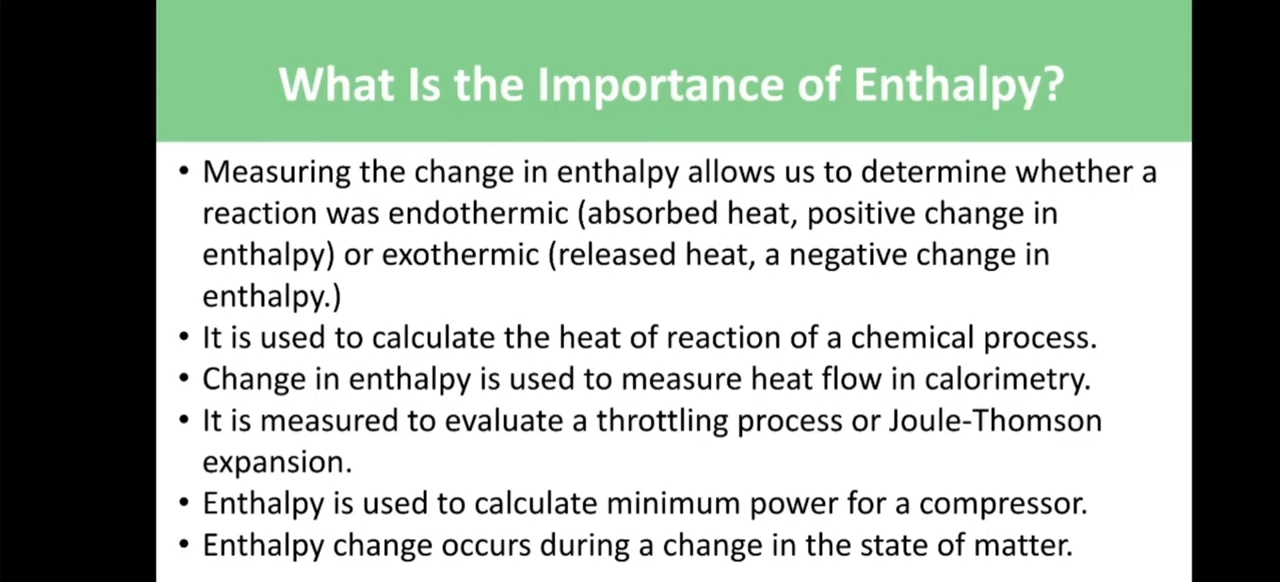 What Is the Importance of Enthalpy?
• Measuring the change in enthalpy allows us to determine whether a
reaction was endothermic (absorbed heat, positive change in
enthalpy) or exothermic (released heat, a negative change in
enthalpy.)
• It is used to calculate the heat of reaction of a chemical process.
• Change in enthalpy is used to measure heat flow in calorimetry.
• It is measured to evaluate a throttling process or Joule-Thomson
expansion.
• Enthalpy is used to calculate minimum power for a compressor.
• Enthalpy change occurs during a change in the state of matter.